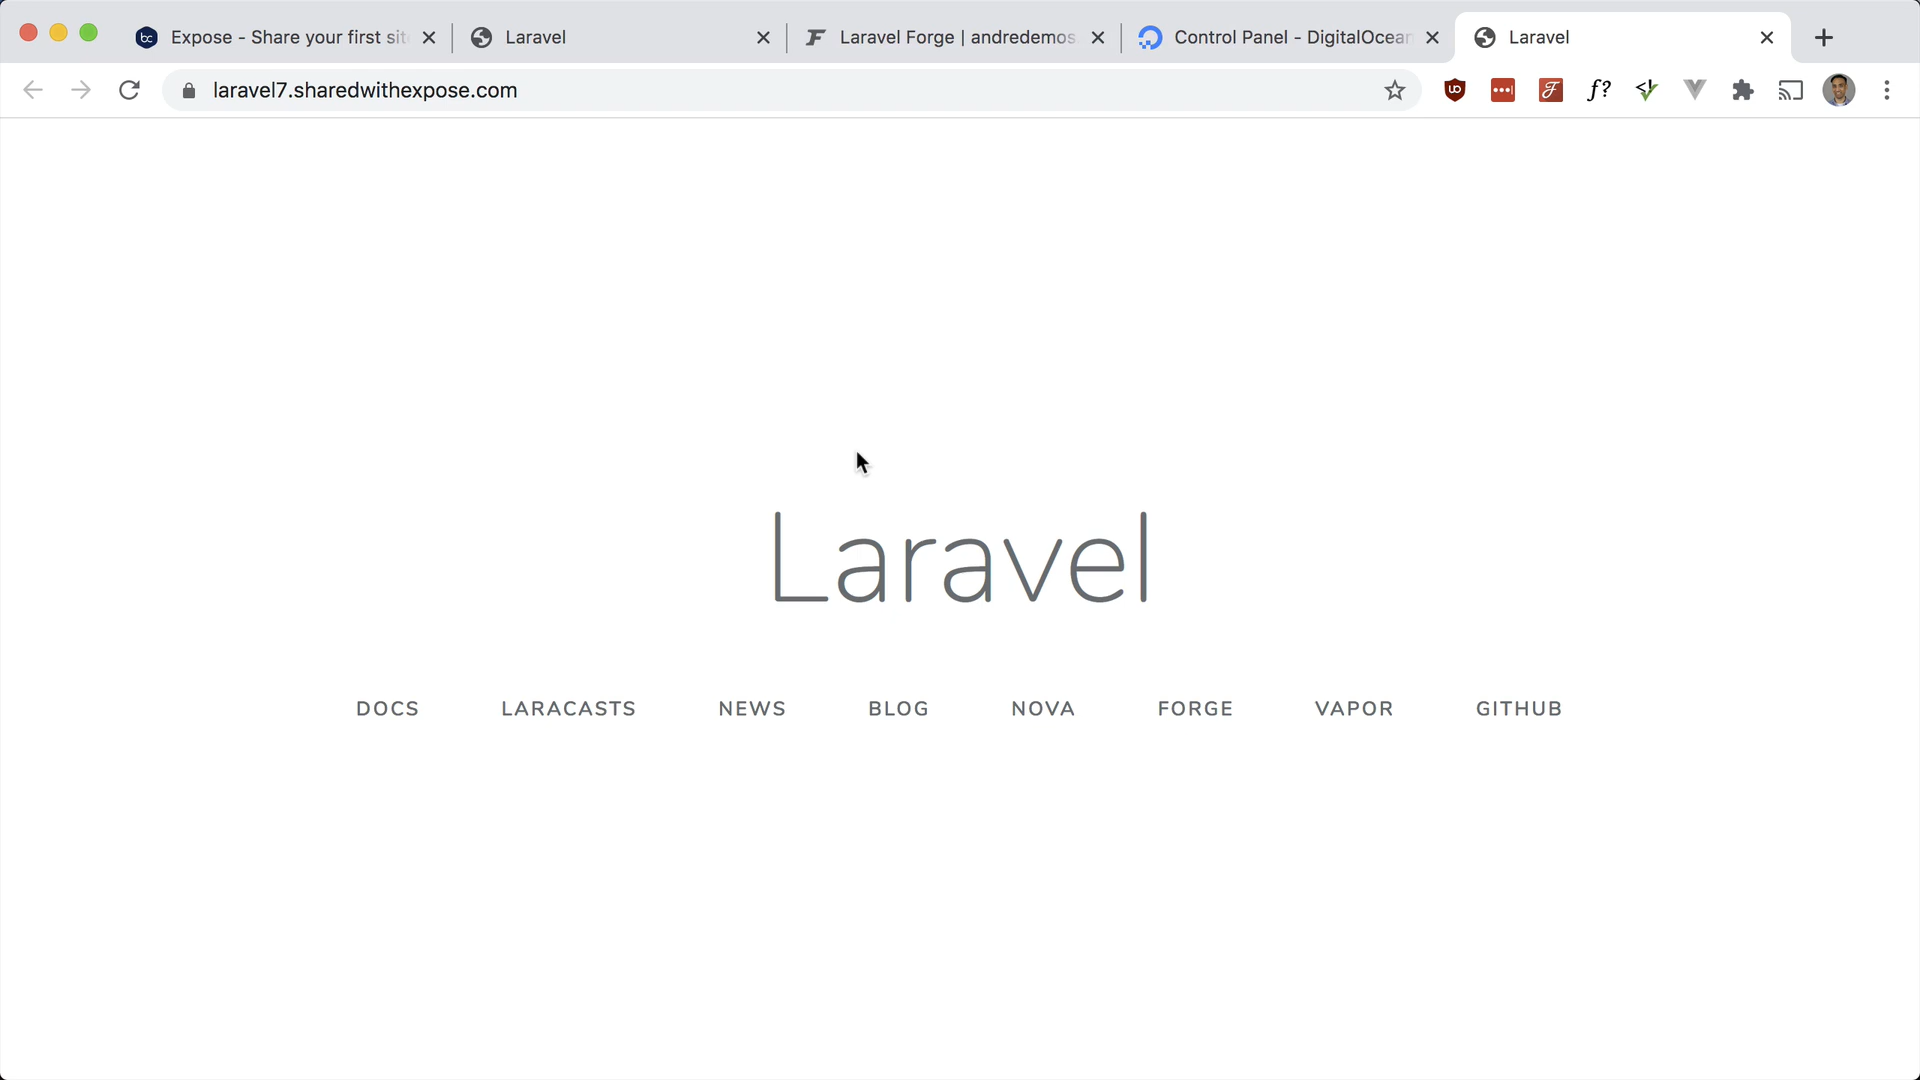 Expose - Share your first sit
Laravel
Laravel Forge | andredemos
Control Panel - DigitalOcean
Laravel
laravel7.sharedwithexpose.com
f?
Laravel
DOCS LARACASTS NEWS BLOG NOVA FORGE VAPOR GITHUB